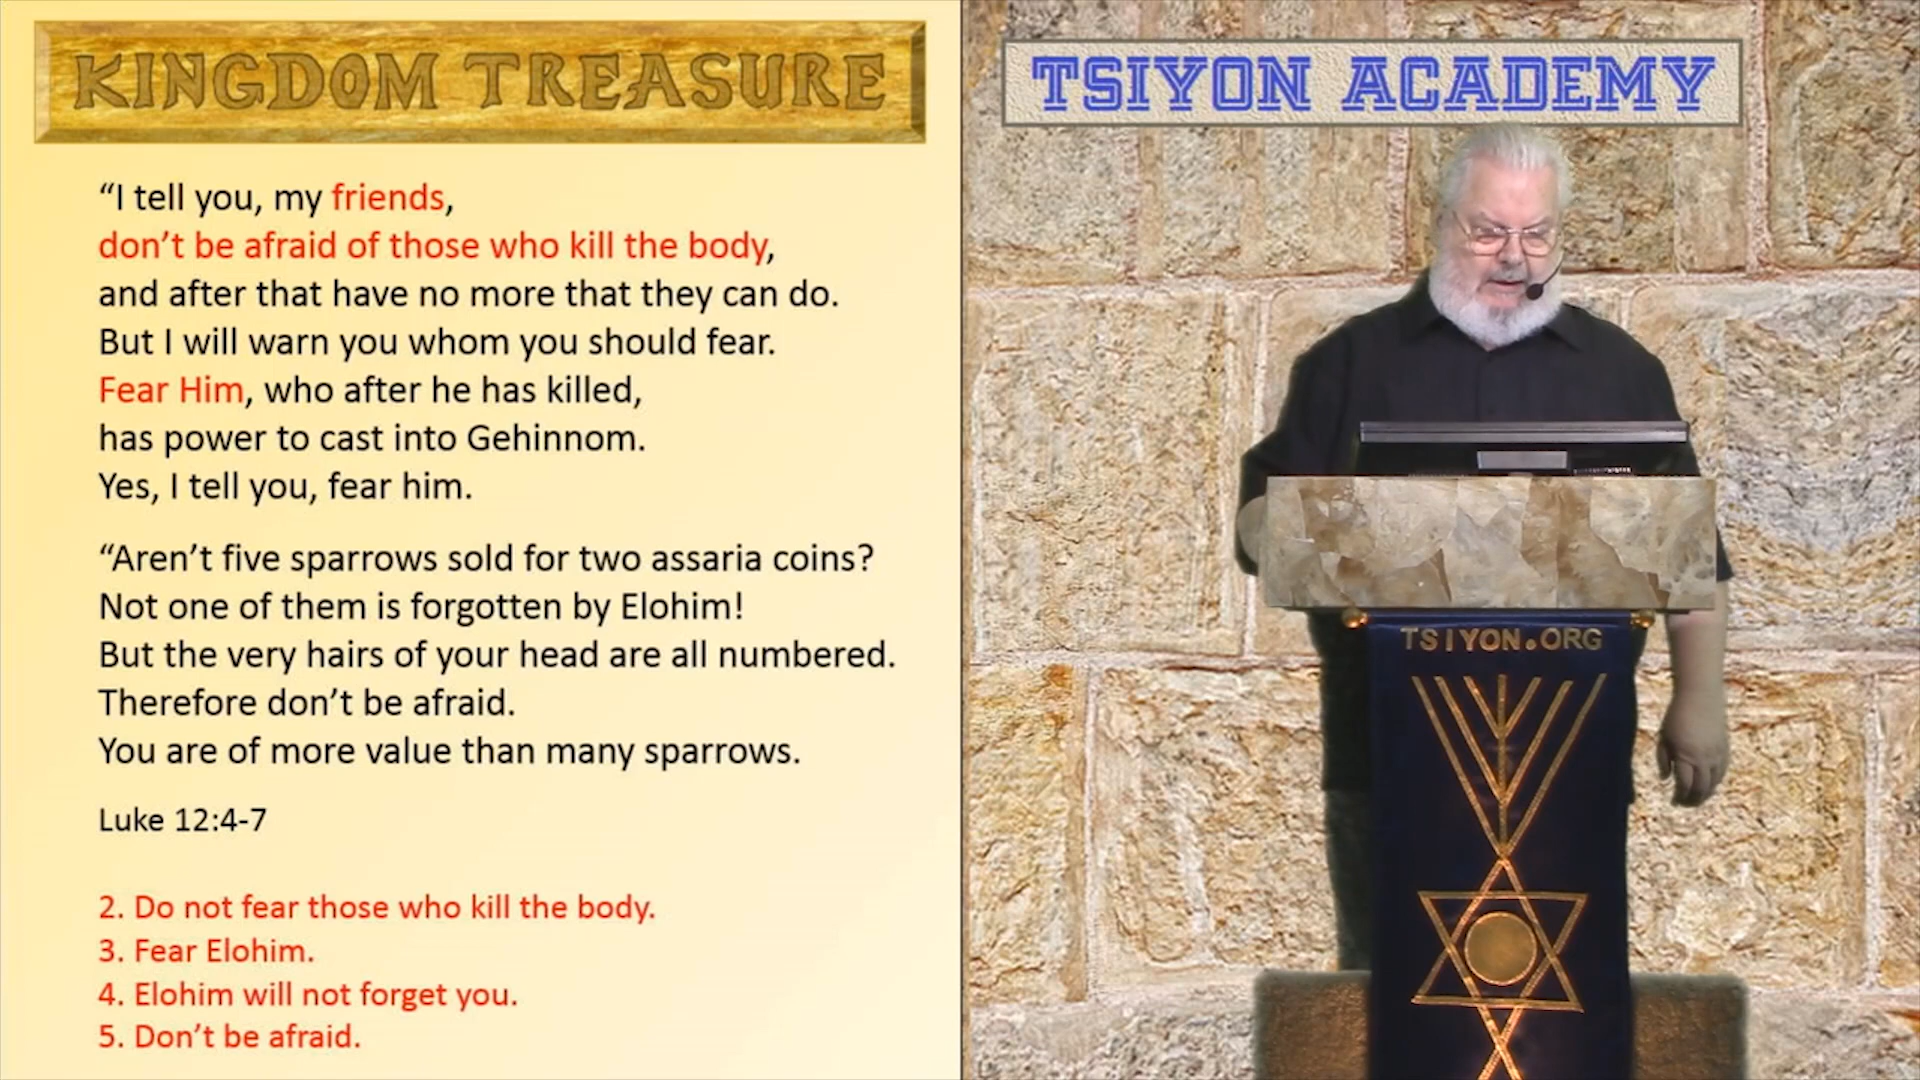 KINGDOM TREASURE
“I tell you, my friends,
don’t be afraid of those who kill the body,
and after that have no more that they can do.
But I will warn you whom you should fear.
Fear Him, who after he has killed,
has power to cast into Gehinnom.
Yes, I tell you, fear him.
“Aren’t five sparrows sold for two assaria coins?
Not one of them is forgotten by Elohim!
But the very hairs of your head are all numbered.
Therefore don’t be afraid.
You are of more value than many sparrows.
Luke 12:4-7
2. Do not fear those who kill the body.
3. Fear Elohim.
4. Elohim will not forget you.
5. Don’t be afraid.
TSIYON ACADEMY
TSIYON.ORG